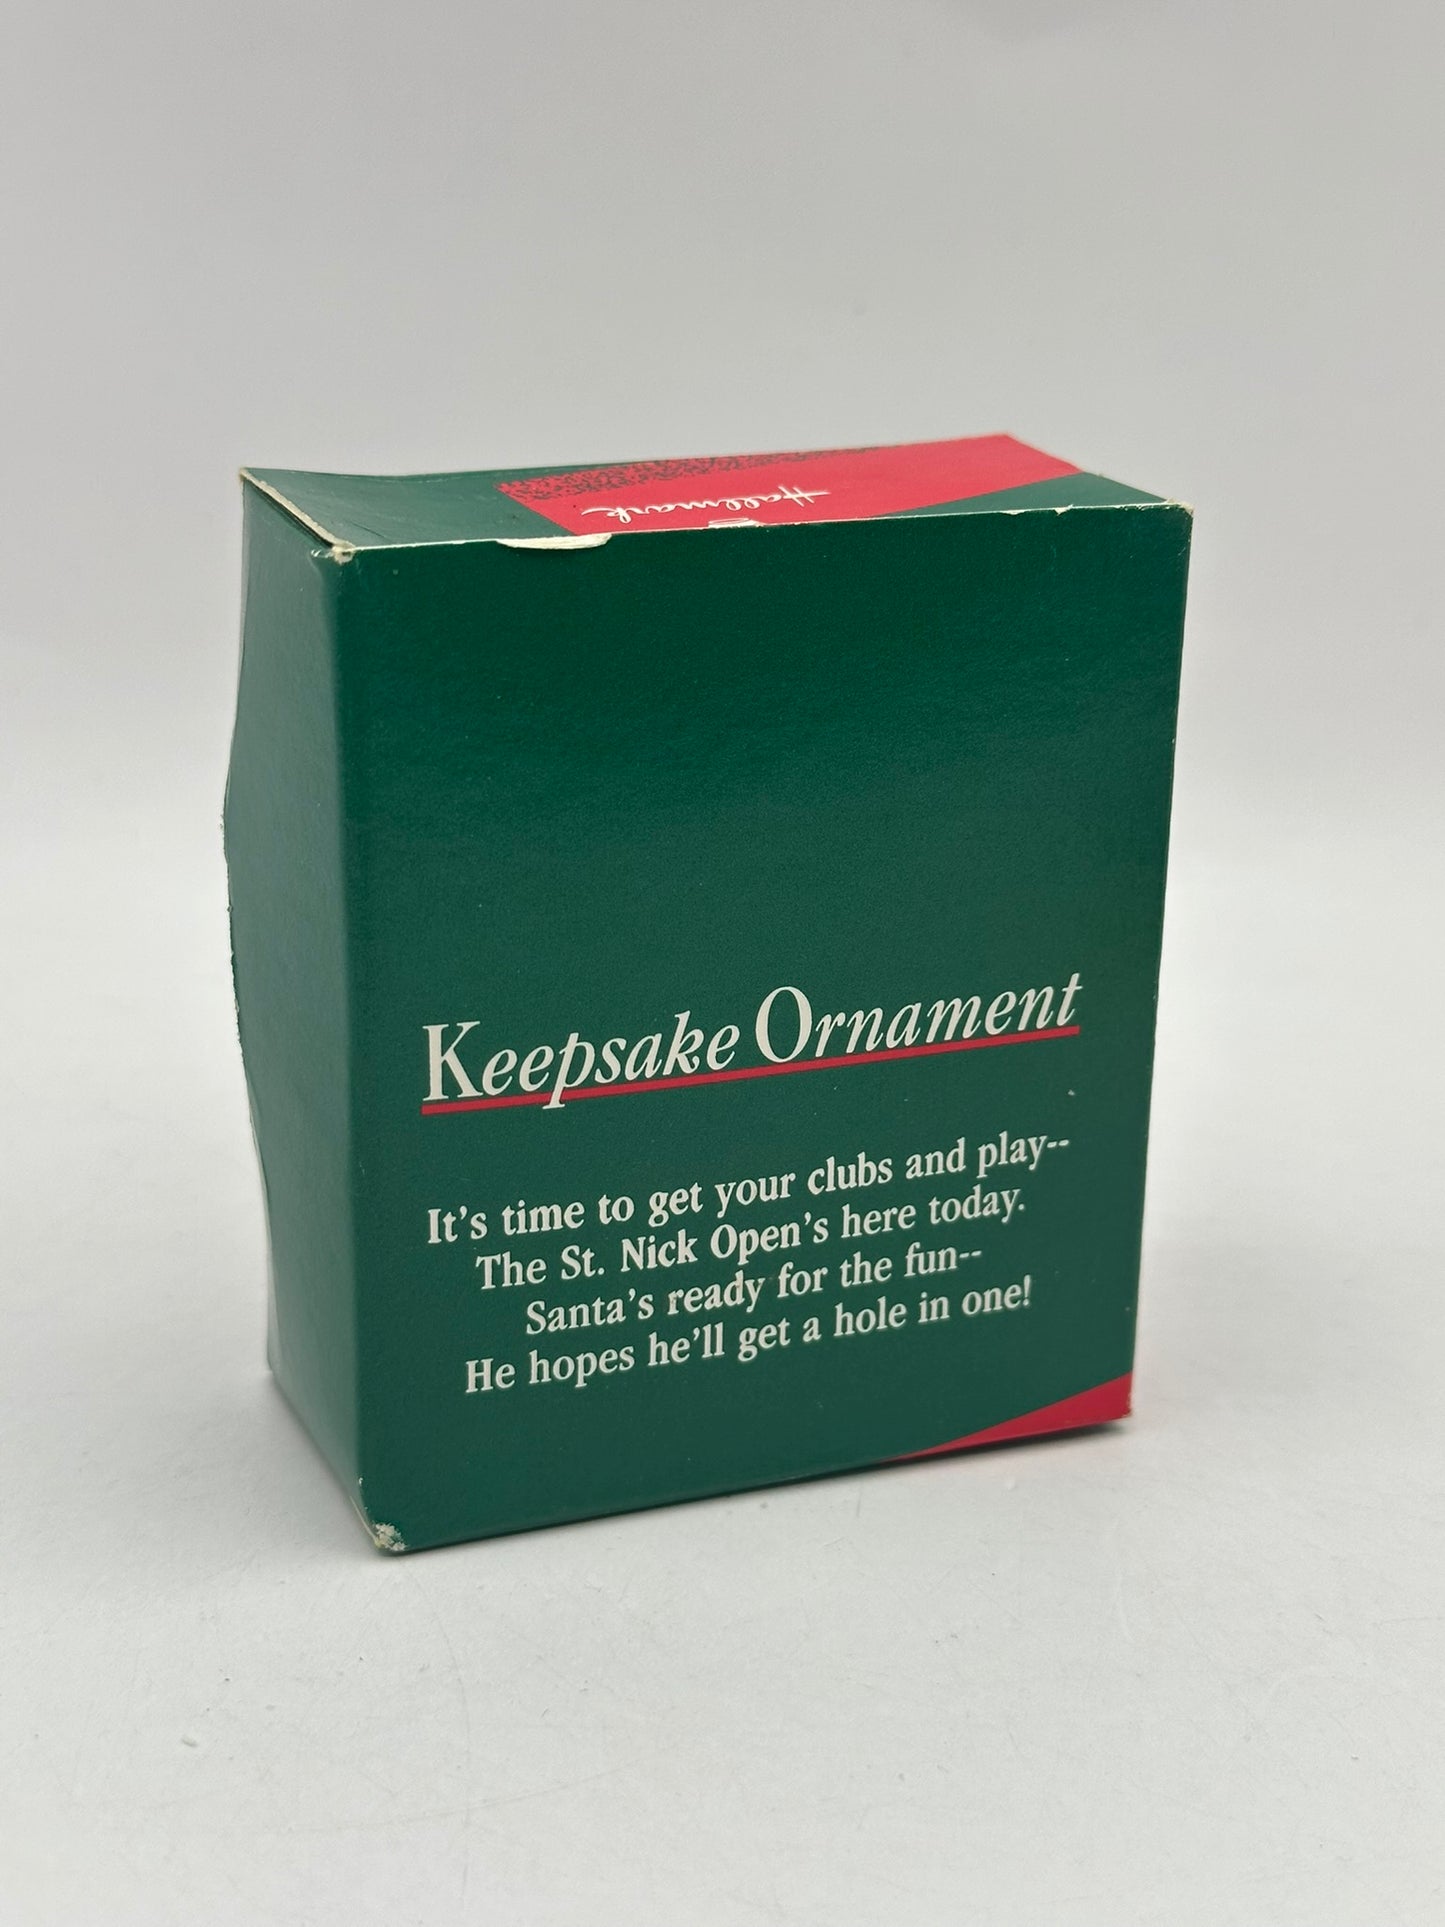 Hallmark
Keepsake Ornament
It's time to get your clubs and play--
The St. Nick Open's here today.
Santa's ready for the fun--
He hopes he'll get a hole in one!